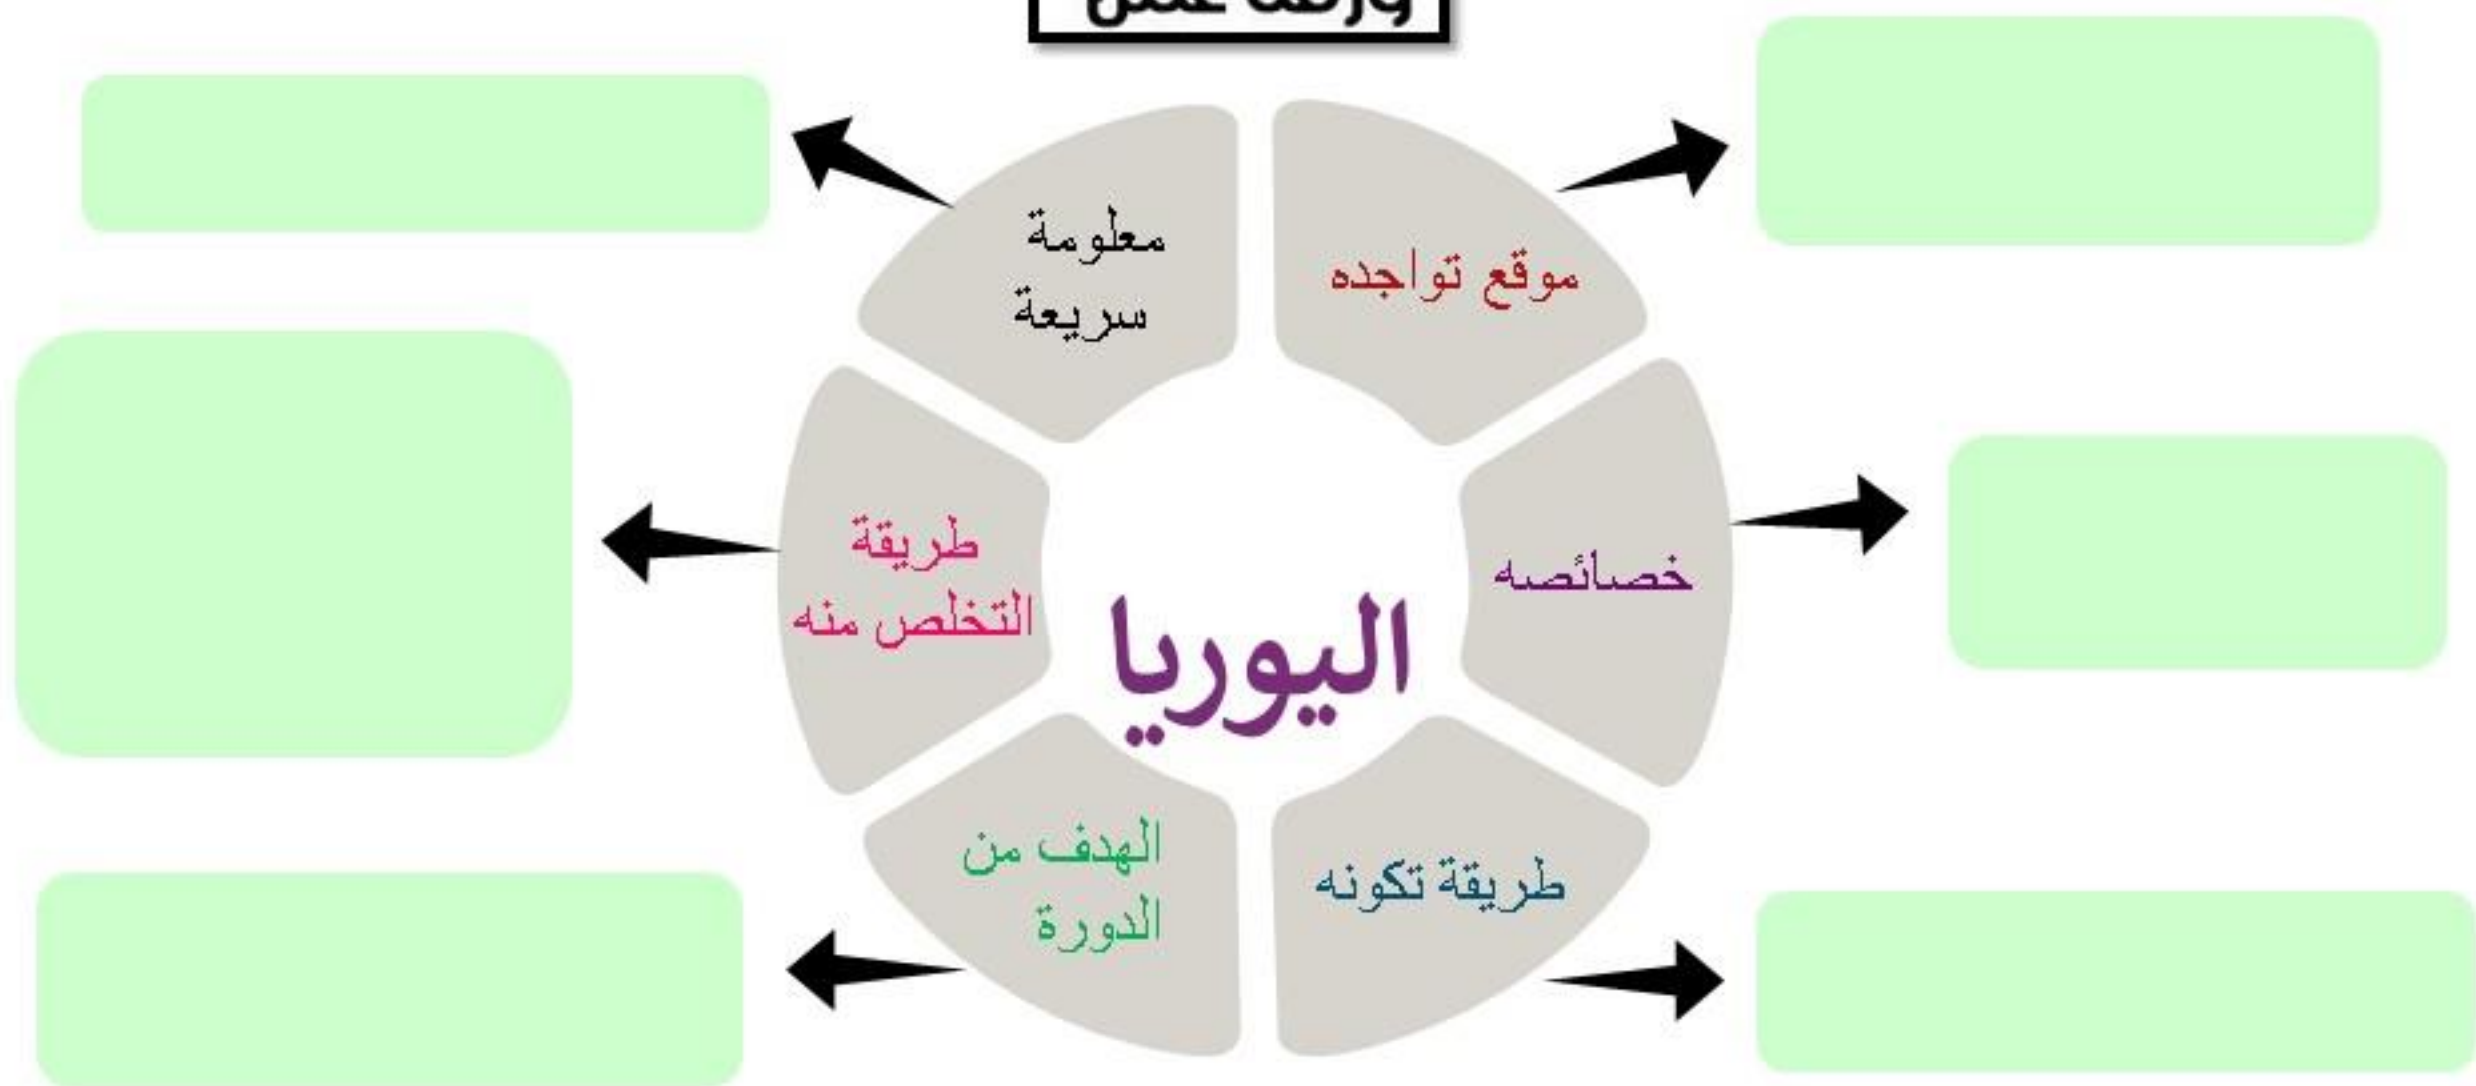 موقع تواجده
خصائصه
طريقة تكونه
الهدف من
الدورة
طريقة
التخلص منه
معلومة
سريعة
اليوريا